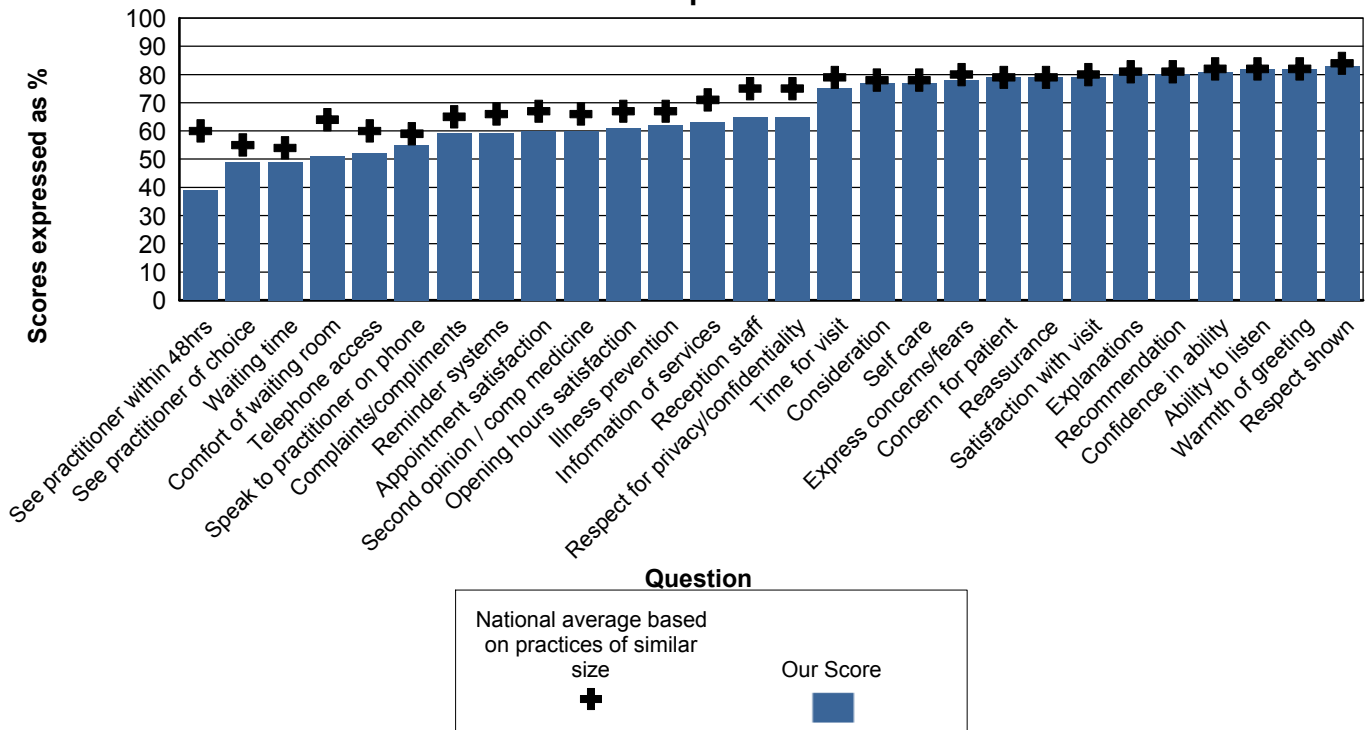 100
90
80
70
60
50
40
30
20
10
0
Scores expressed as %
See practitioner within 48hrs
See practitioner of choice
Waiting time
Comfort of waiting room
Telephone access
Speak to practitioner on phone
Complaints/compliments
Reminder systems
Appointment satisfaction
Second opinion / comp medicine
Opening hours satisfaction
Illness prevention
Information of services
Reception staff
Respect for privacy/confidentiality
Time for visit
Consideration
Self care
Express concerns/fears
Concern for patient
Reassurance
Satisfaction with visit
Explanations
Recommendation
Confidence in ability
Ability to listen
Warmth of greeting
Respect shown
Question
National average based
on practices of similar
size
Our Score